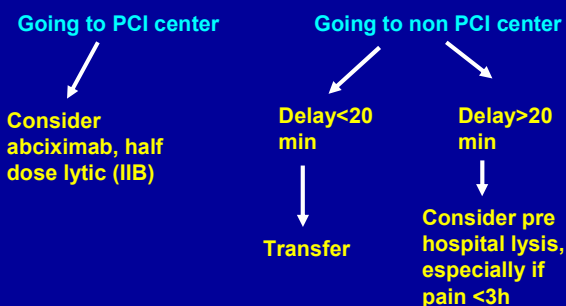 Going to PCI center
Going to non PCI center
Consider
abciximab, half
dose lytic (IIB)
Delay<20
min
Delay>20
min
Transfer
Consider pre
hospital lysis,
especially if
pain <3h